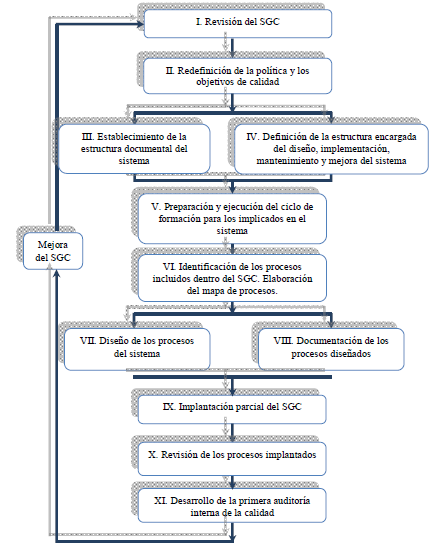 I. Revisión del SGC
II. Redefinición de la política y los
objetivos de calidad
III. Establecimiento de la
estructura documental del
sistema
IV. Definición de la estructura encargada
del diseño, implementación,
mantenimiento y mejora del sistema
V. Preparación y ejecución del ciclo de
formación para los implicados en el
sistema
Mejora
del SGC
VI. Identificación de los procesos
incluidos dentro del SGC. Elaboración
del mapa de procesos.
VII. Diseño de los procesos
del sistema
VIII. Documentación de los
procesos diseñados
IX. Implantación parcial del SGC
X. Revisión de los procesos implantados
XI. Desarrollo de la primera auditoría
interna de la calidad